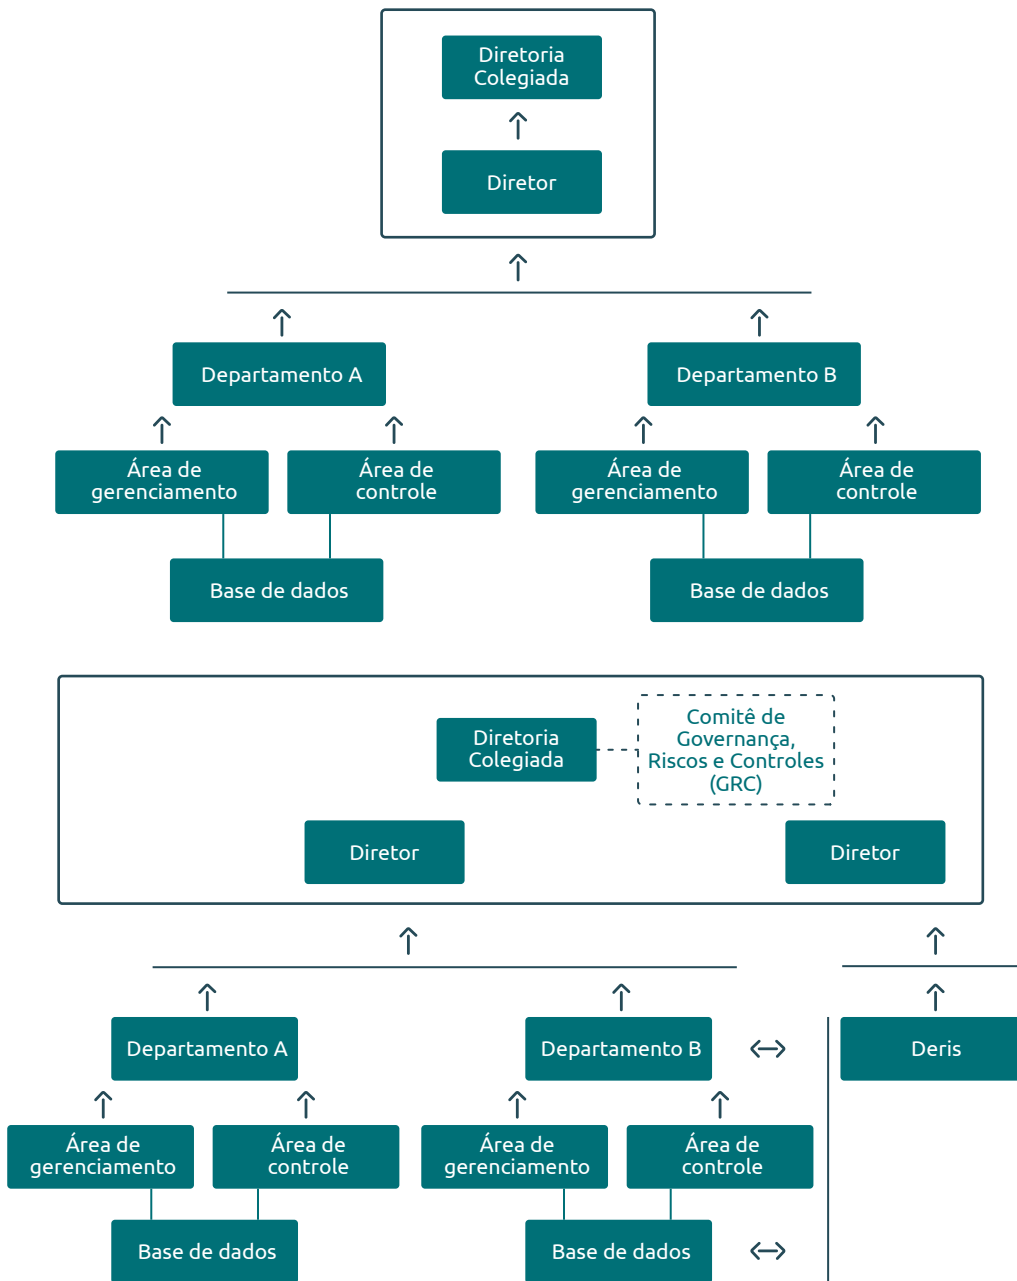 Diretoria
Colegiada
Diretor
Departamento A
Departamento B
Área de
gerenciamento
Área de
controle
Área de
gerenciamento
Área de
controle
Base de dados
Base de dados
Diretoria
Colegiada
Comitê de
Governança,
Riscos e Controles
(GRC)
Diretor
Diretor
Departamento A
Departamento B
Deris
Área de
gerenciamento
Área de
controle
Área de
gerenciamento
Área de
controle
Base de dados
Base de dados